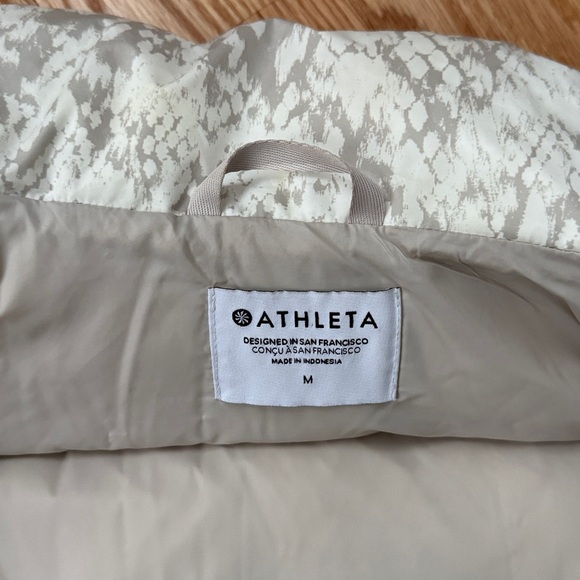 ATHLETA
DESIGNED IN SAN FRANCISCO
CONÇU À SAN FRANCISCO
MADE IN INDONESIA
M